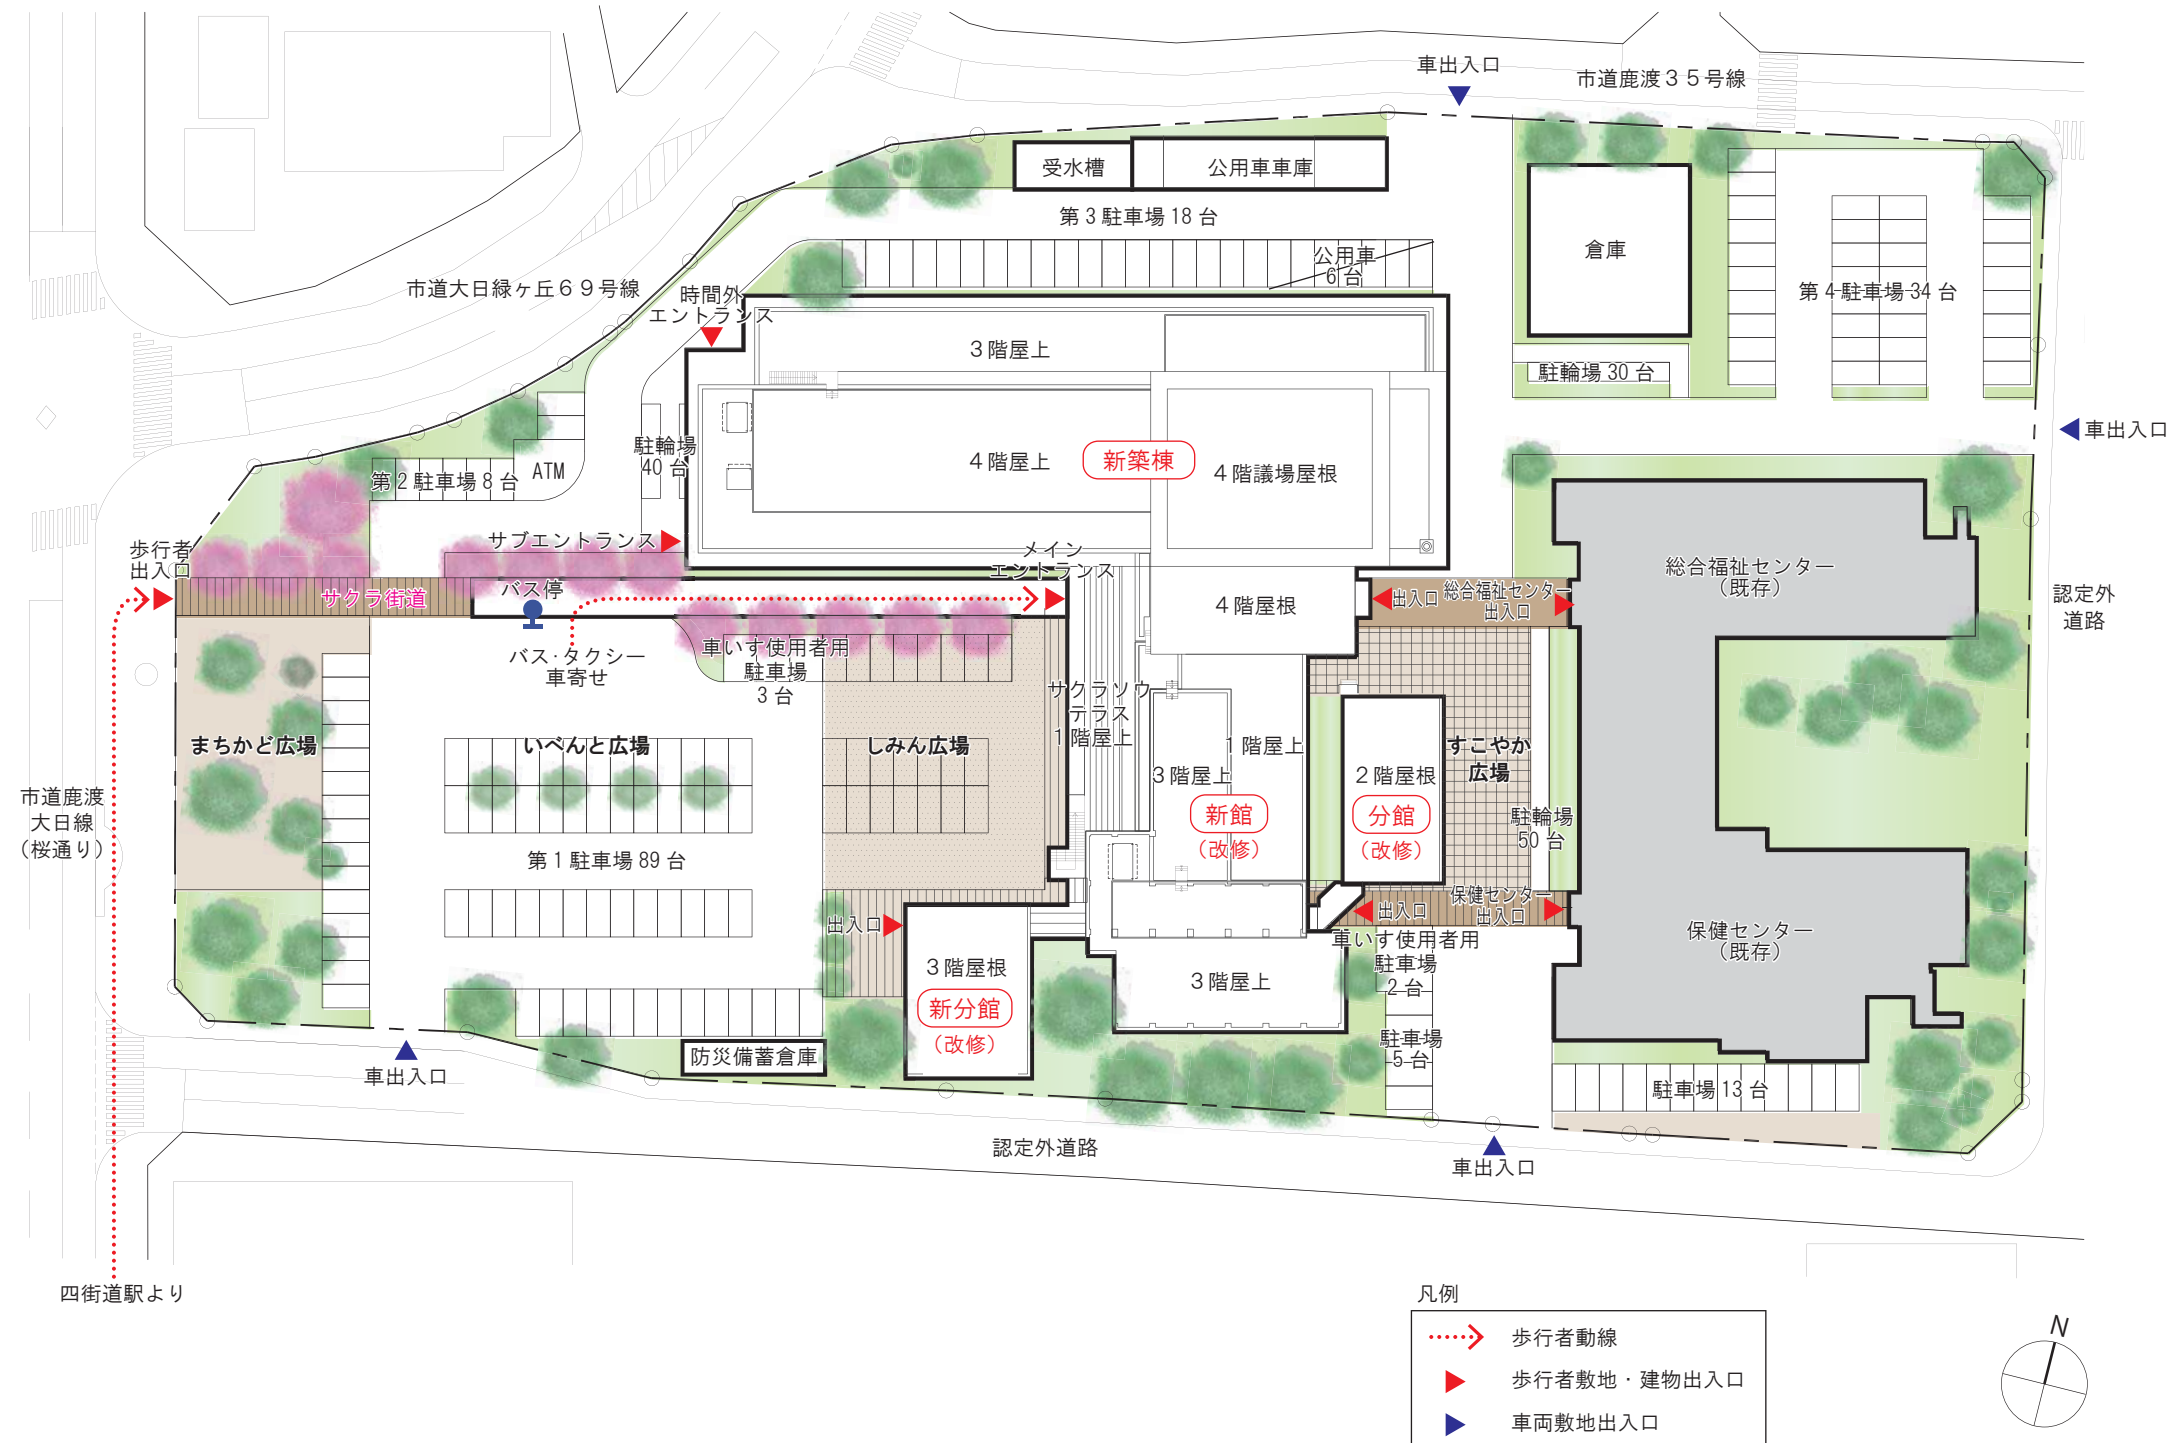 車出入口
市道鹿渡３５号線
受水槽
公用車車庫
第３駐車場 18 台
公用車
6 台
倉庫
第４駐車場 34 台
市道大日緑ヶ丘６９号線
時間外
エントランス
３階屋上
駐輪場 30 台
車出入口
駐輪場
40 台
４階屋上
新築棟
４階議場屋根
第２駐車場 8 台
ATM
サブエントランス
メイン
エントランス
歩行者
出入口
サクラ街道
バス停
バス・タクシー
車寄せ
４階屋根
出入口
総合福祉センター
出入口
総合福祉センター
（既存）
認定外
道路
車いす使用者用
駐車場
3 台
サクラソウ
テラス
１階屋上
まちかど広場
いべんと広場
しみん広場
１階屋上
３階屋上
新館
（改修）
２階屋根
分館
（改修）
すこやか
広場
駐輪場
50 台
市道鹿渡
大日線
（桜通り）
第１駐車場 89 台
出入口
出入口
保健センター
出入口
保健センター
（既存）
車いす使用者用
駐車場
2 台
３階屋根
新分館
（改修）
３階屋上
駐車場
5 台
防災備蓄倉庫
車出入口
駐車場 13 台
認定外道路
車出入口
四街道駅より
凡例
歩行者動線
歩行者敷地・建物出入口
車両敷地出入口
N